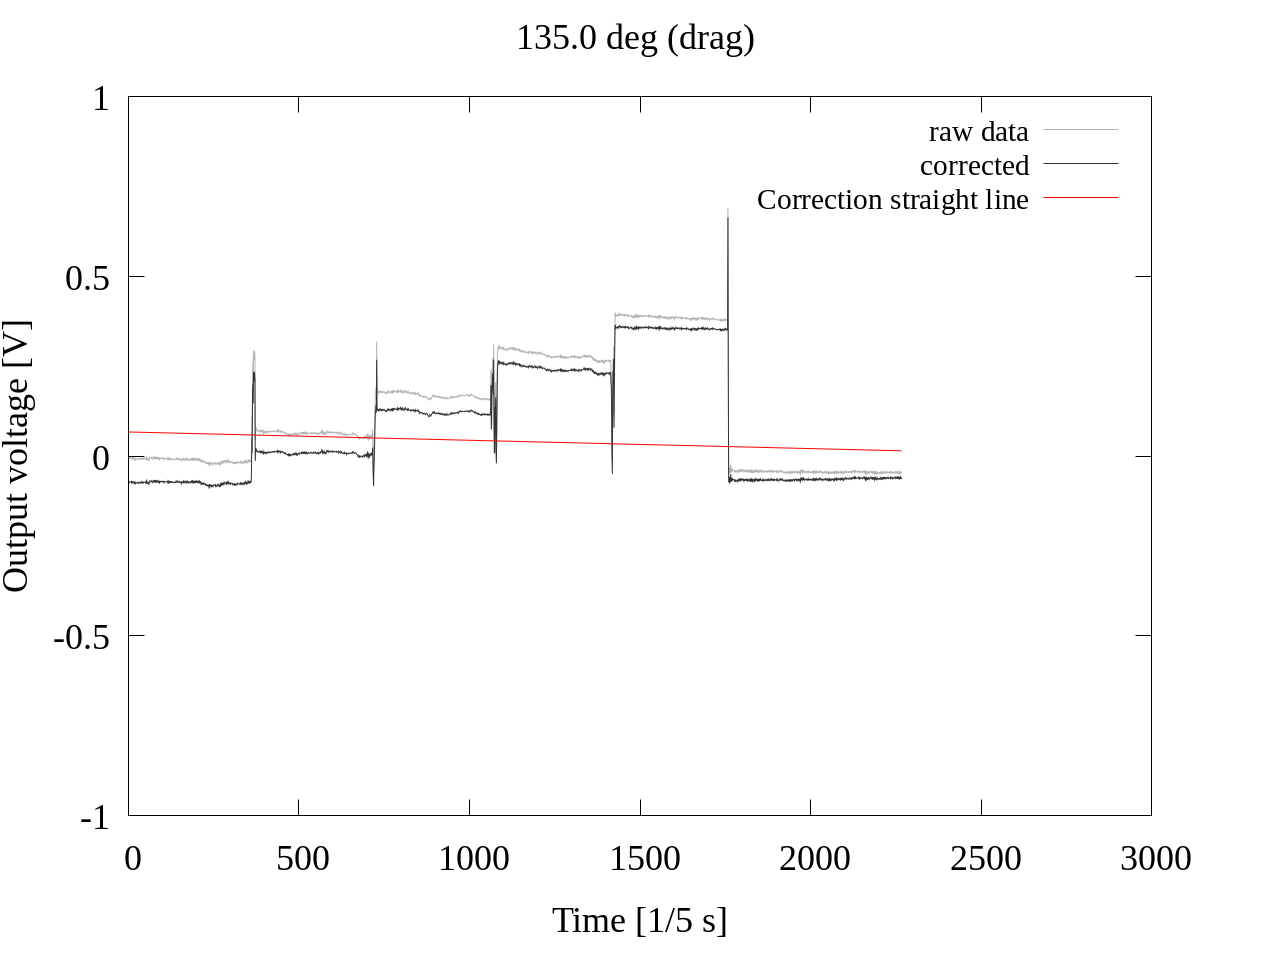 135.0 deg (drag)
raw data
corrected
Correction straight line
1
0.5
0
-0.5
-1
Output voltage [V]
0 500 1000 1500 2000 2500 3000
Time [1/5 s]